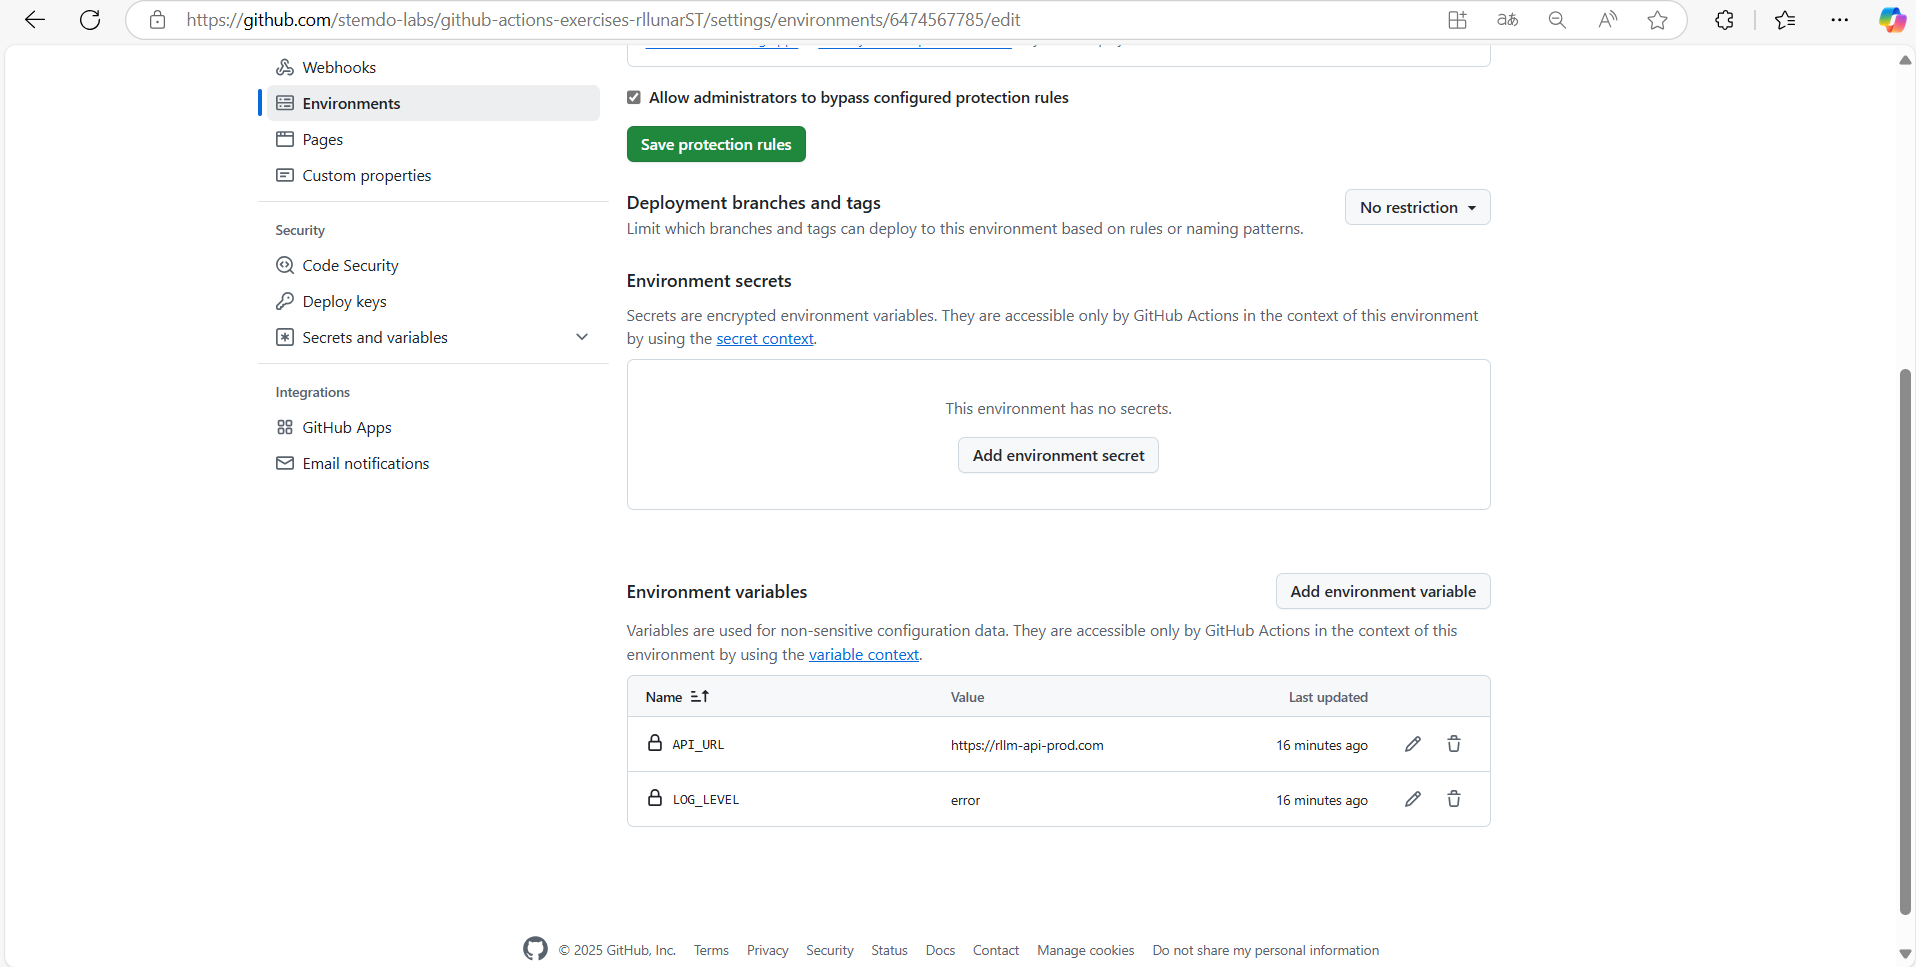 https://github.com/stemdo-labs/github-actions-exercises-rllunarST/settings/environments/6474567785/edit
Webhooks
Environments
Pages
Custom properties
Security
Code Security
Deploy keys
Secrets and variables
Integrations
GitHub Apps
Email notifications
Allow administrators to bypass configured protection rules
Save protection rules
Deployment branches and tags
No restriction
Limit which branches and tags can deploy to this environment based on rules or naming patterns.
Environment secrets
Secrets are encrypted environment variables. They are accessible only by GitHub Actions in the context of this environment
by using the secret context.
This environment has no secrets.
Add environment secret
Environment variables
Add environment variable
Variables are used for non-sensitive configuration data. They are accessible only by GitHub Actions in the context of this
environment by using the variable context.
Name Value Last updated
API_URL https://rllm-api-prod.com 16 minutes ago
LOG_LEVEL error 16 minutes ago
© 2025 GitHub, Inc. Terms Privacy Security Status Docs Contact Manage cookies Do not share my personal information